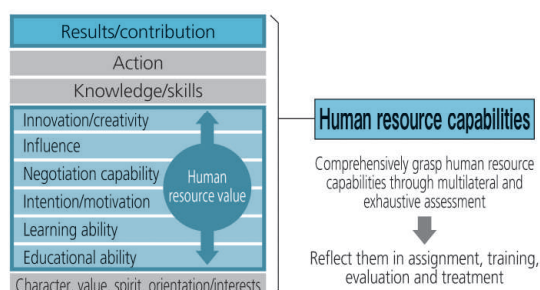 Results/contribution
Action
Knowledge/skills
Innovation/creativity
Influence
Negotiation capability
Intention/motivation
Learning ability
Educational ability
Character, value, spirit, orientation/interests
Human
resource value
Human resource capabilities
Comprehensively grasp human resource
capabilities through multilateral and
exhaustive assessment
Reflect them in assignment, training,
evaluation and treatment